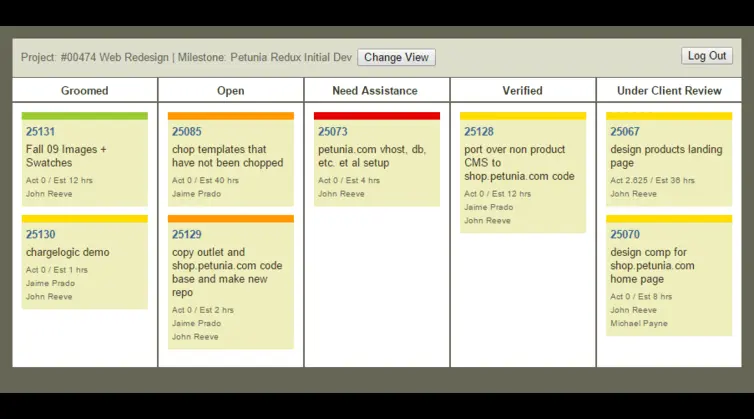 Project: #00474 Web Redesign | Milestone: Petunia Redux Initial Dev Change View
Log Out
Groomed
25131
Fall 09 Images +
Swatches
Act 0 / Est 12 hrs
John Reeve
25130
chargelogic demo
Act 0 / Est 1 hrs
Jaime Prado
John Reeve
Open
25085
chop templates that
have not been chopped
Act 0 / Est 40 hrs
Jaime Prado
25129
copy outlet and
shop.petunia.com code
base and make new
repo
Act 0 / Est 2 hrs
Jaime Prado
John Reeve
Need Assistance
25073
petunia.com vhost, db,
etc. et al setup
Act 0 / Est 4 hrs
John Reeve
Verified
25128
port over non product
CMS to
shop.petunia.com code
Act 0 / Est 12 hrs
Jaime Prado
John Reeve
Under Client Review
25067
design products landing
page
Act 2.625 / Est 36 hrs
John Reeve
25070
design comp for
shop.petunia.com
home page
Act 0 / Est 8 hrs
John Reeve
Michael Payne